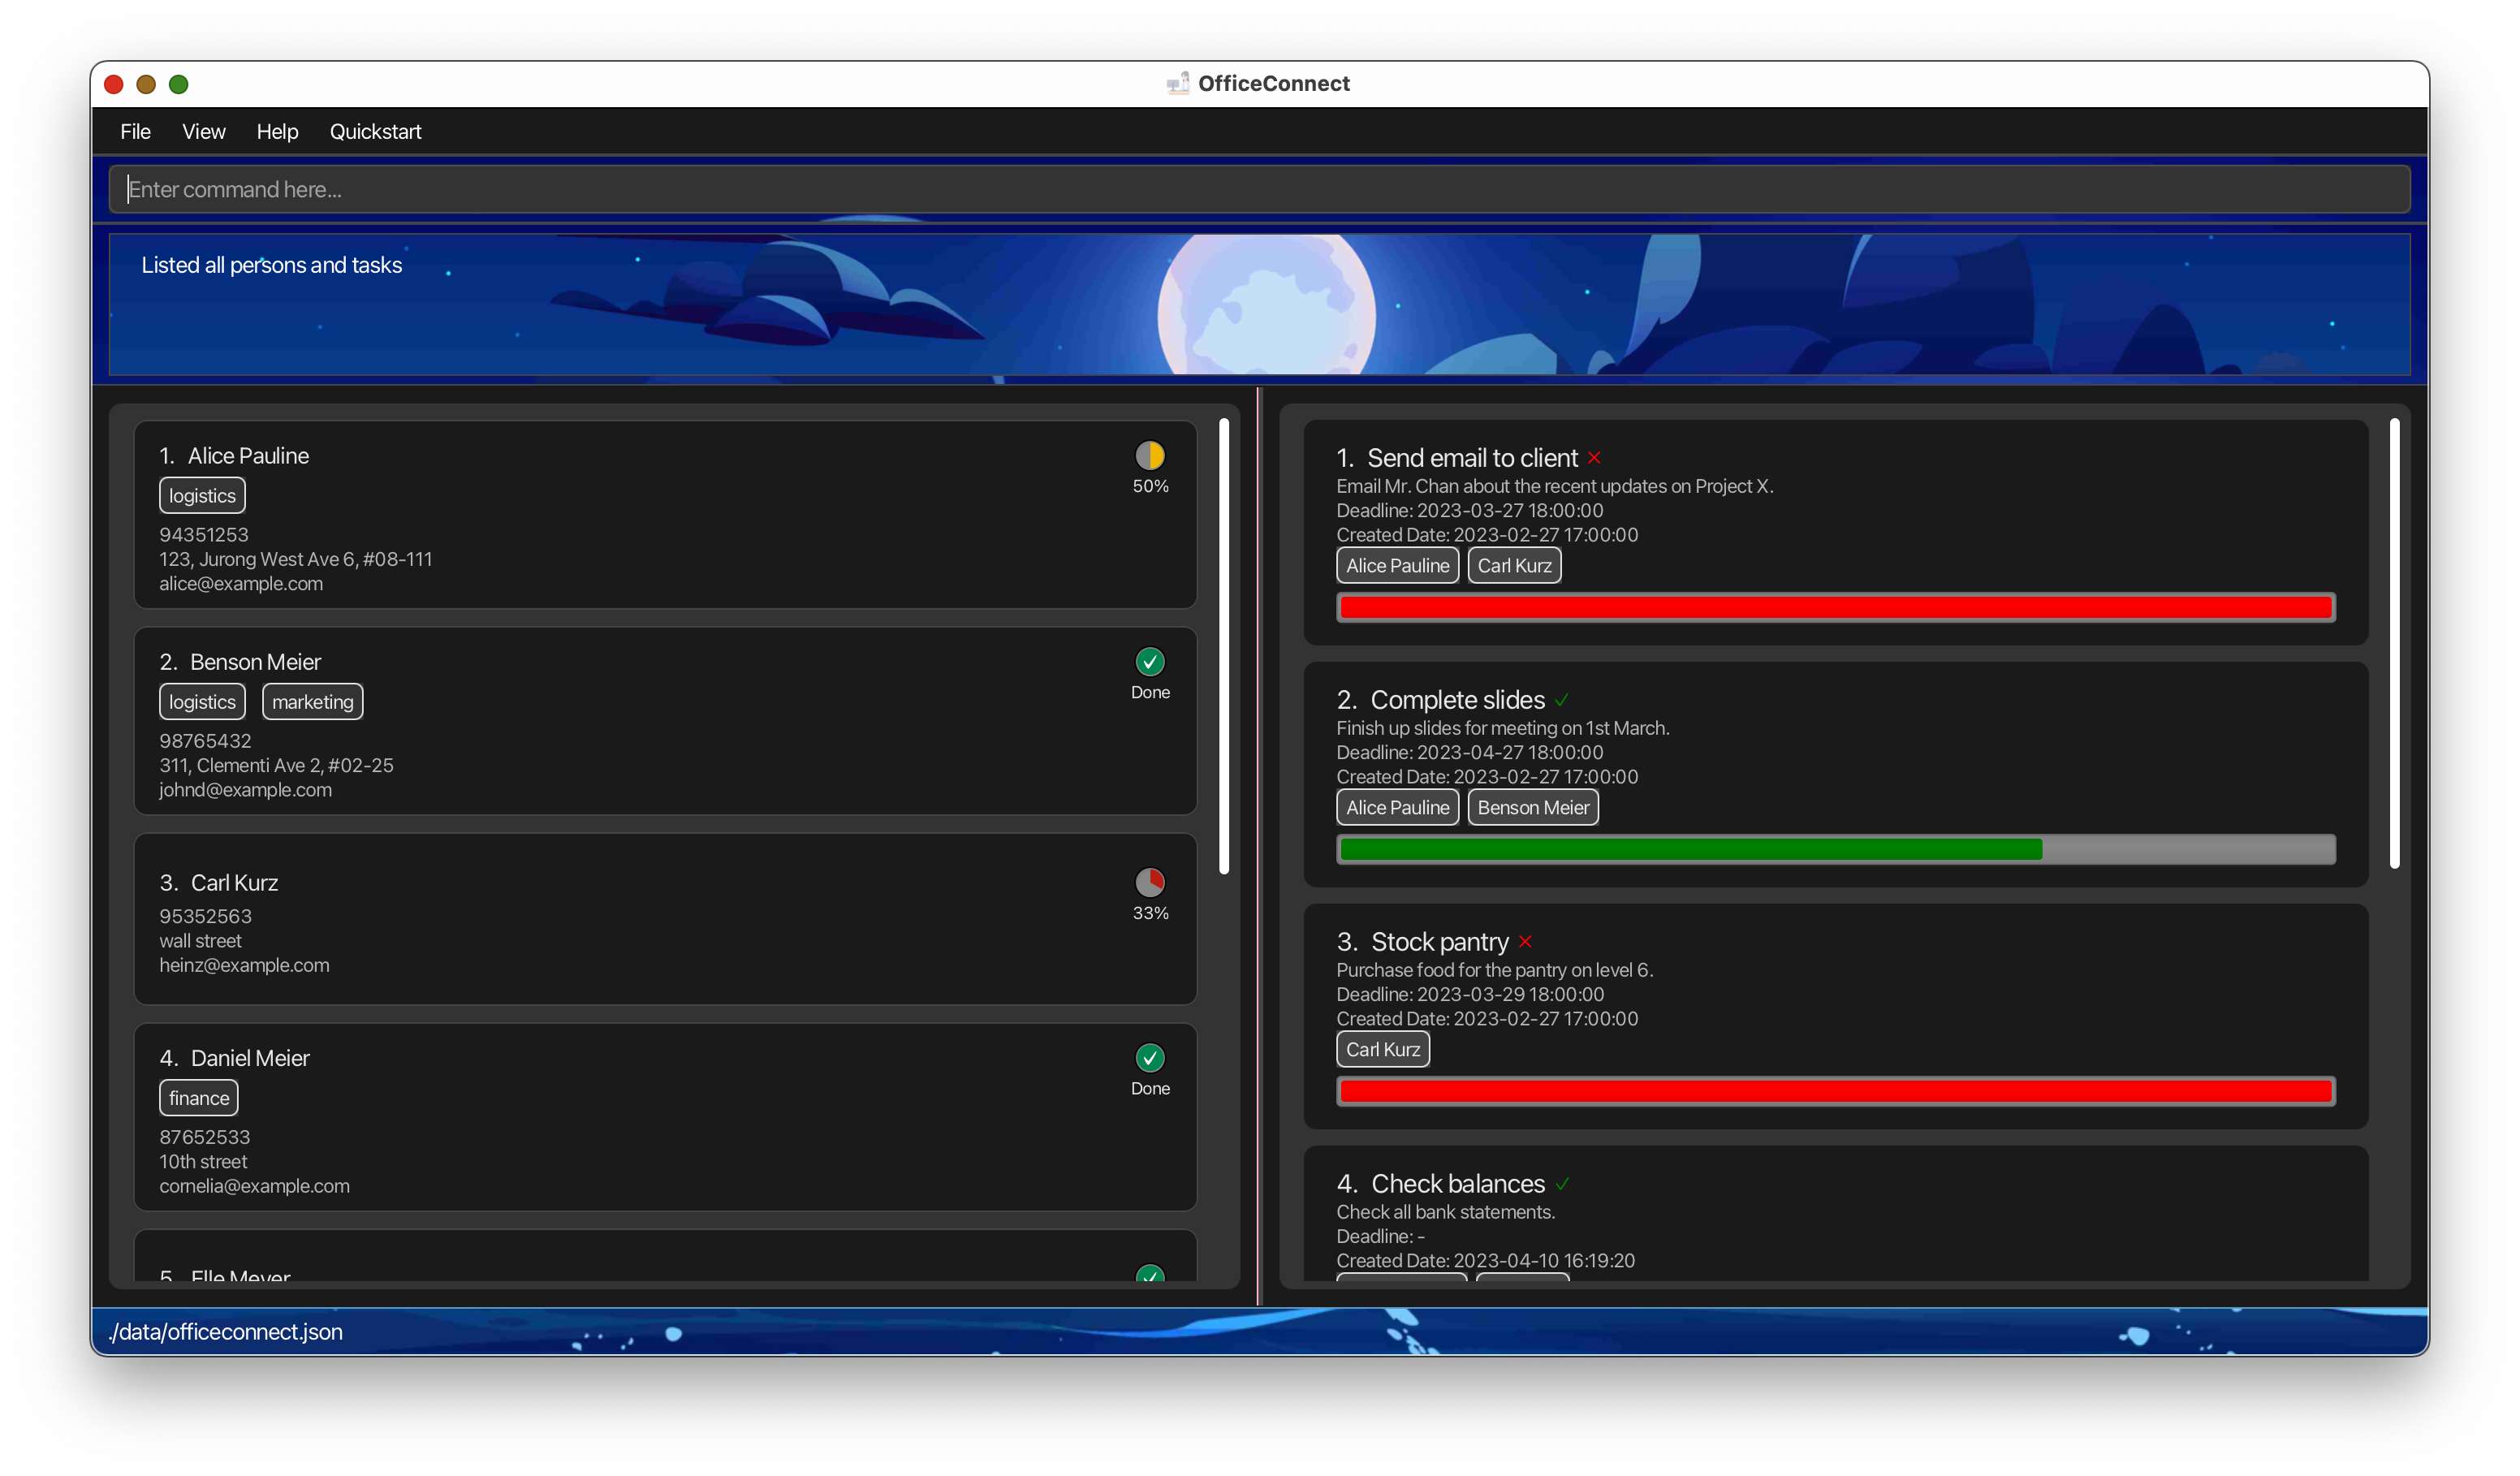 OfficeConnect
File View Help Quickstart
Enter command here...
Listed all persons and tasks
1. Alice Pauline
50%
logistics
94351253
123, Jurong West Ave 6, #08-111
alice@example.com
2. Benson Meier
Done
logistics marketing
98765432
311, Clementi Ave 2, #02-25
johnd@example.com
3. Carl Kurz
33%
95352563
wall street
heinz@example.com
4. Daniel Meier
Done
finance
87652533
10th street
cornelia@example.com
5. Elle Meyer
1. Send email to client ✕
Email Mr. Chan about the recent updates on Project X.
Deadline: 2023-03-27 18:00:00
Created Date: 2023-02-27 17:00:00
Alice Pauline Carl Kurz
2. Complete slides ✓
Finish up slides for meeting on 1st March.
Deadline: 2023-04-27 18:00:00
Created Date: 2023-02-27 17:00:00
Alice Pauline Benson Meier
3. Stock pantry ✕
Purchase food for the pantry on level 6.
Deadline: 2023-03-29 18:00:00
Created Date: 2023-02-27 17:00:00
Carl Kurz
4. Check balances ✓
Check all bank statements.
Deadline: -
Created Date: 2023-04-10 16:19:20
./data/officeconnect.json